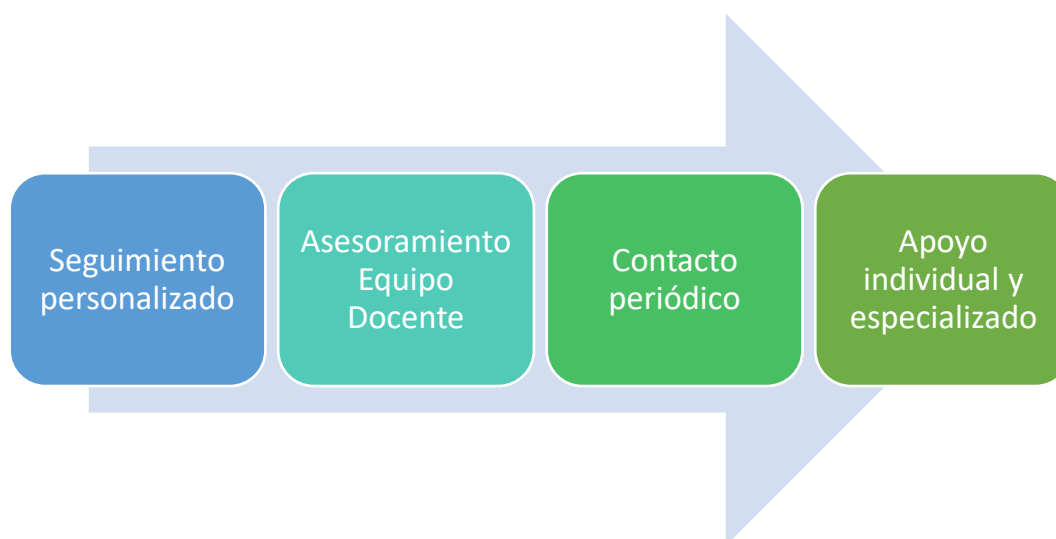 Seguimiento
personalizado
Asesoramiento
Equipo
Docente
Contacto
periódico
Apoyo
individual y
especializado